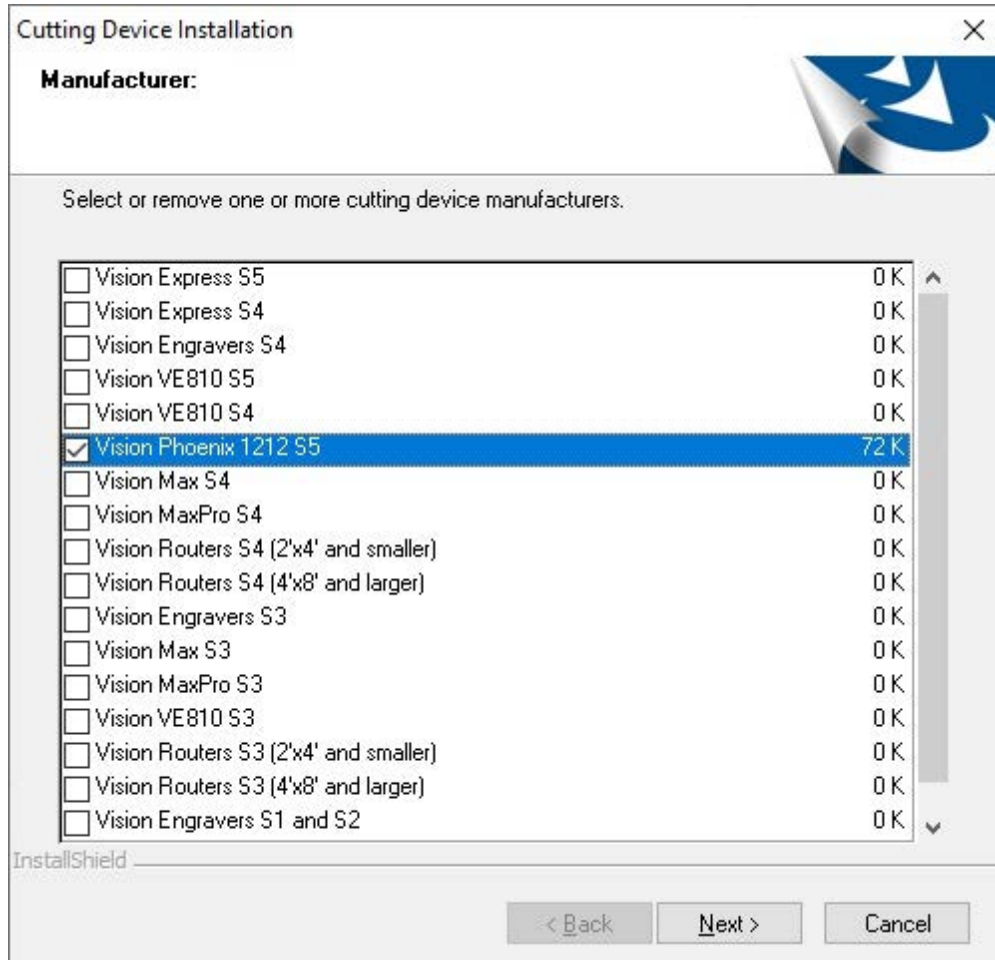 Cutting Device Installation
Manufacturer:
Select or remove one or more cutting device manufacturers.
Vision Express S5 0 K
Vision Express S4 0 K
Vision Engravers S4 0 K
Vision VE810 S5 0 K
Vision VE810 S4 0 K
Vision Phoenix 1212 S5 72 K
Vision Max S4 0 K
Vision MaxPro S4 0 K
Vision Routers S4 (2'x4' and smaller) 0 K
Vision Routers S4 (4'x8' and larger) 0 K
Vision Engravers S3 0 K
Vision Max S3 0 K
Vision MaxPro S3 0 K
Vision VE810 S3 0 K
Vision Routers S3 (2'x4' and smaller) 0 K
Vision Routers S3 (4'x8' and larger) 0 K
Vision Engravers S1 and S2 0 K
InstallShield
< Back Next > Cancel